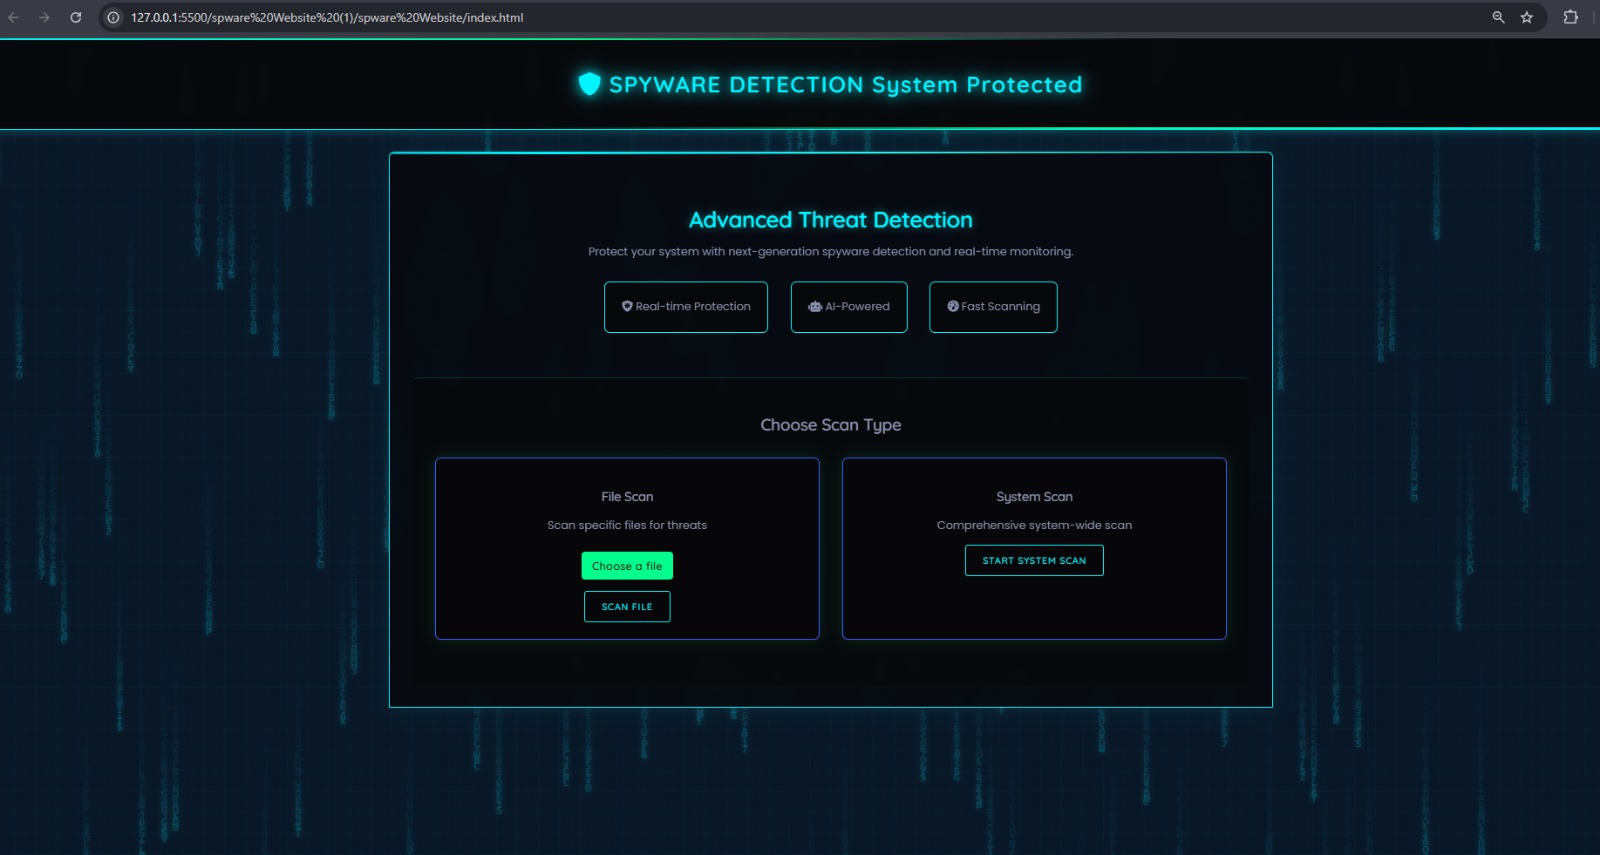 127.0.0.1:5500/spware%20Website%20(1)/spware%20Website/index.html
SPYWARE DETECTION System Protected
Advanced Threat Detection
Protect your system with next-generation spyware detection and real-time monitoring.
Real-time Protection AI-Powered Fast Scanning
Choose Scan Type
File Scan
Scan specific files for threats
Choose a file
SCAN FILE
System Scan
Comprehensive system-wide scan
START SYSTEM SCAN